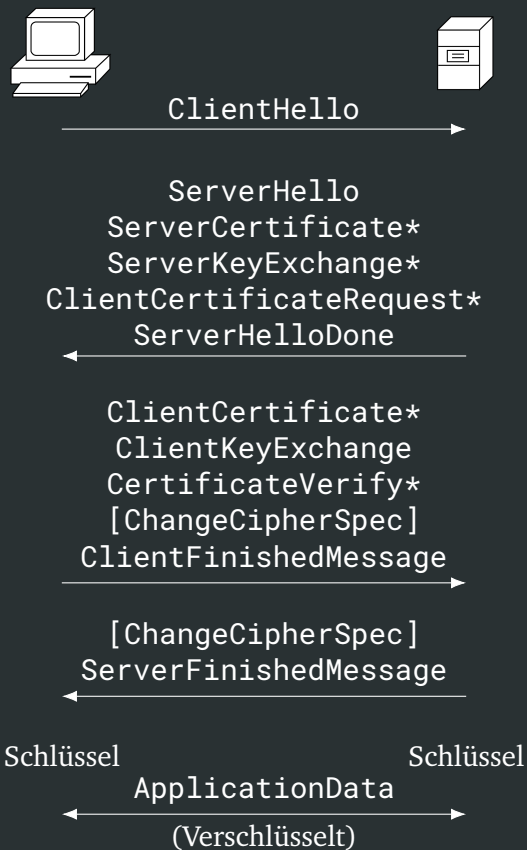 ClientHello
ServerHello
ServerCertificate*
ServerKeyExchange*
ClientCertificateRequest*
ServerHelloDone
ClientCertificate*
ClientKeyExchange
CertificateVerify*
[ChangeCipherSpec]
ClientFinishedMessage
[ChangeCipherSpec]
ServerFinishedMessage
Schlüssel Schlüssel
ApplicationData
(Verschlüsselt)